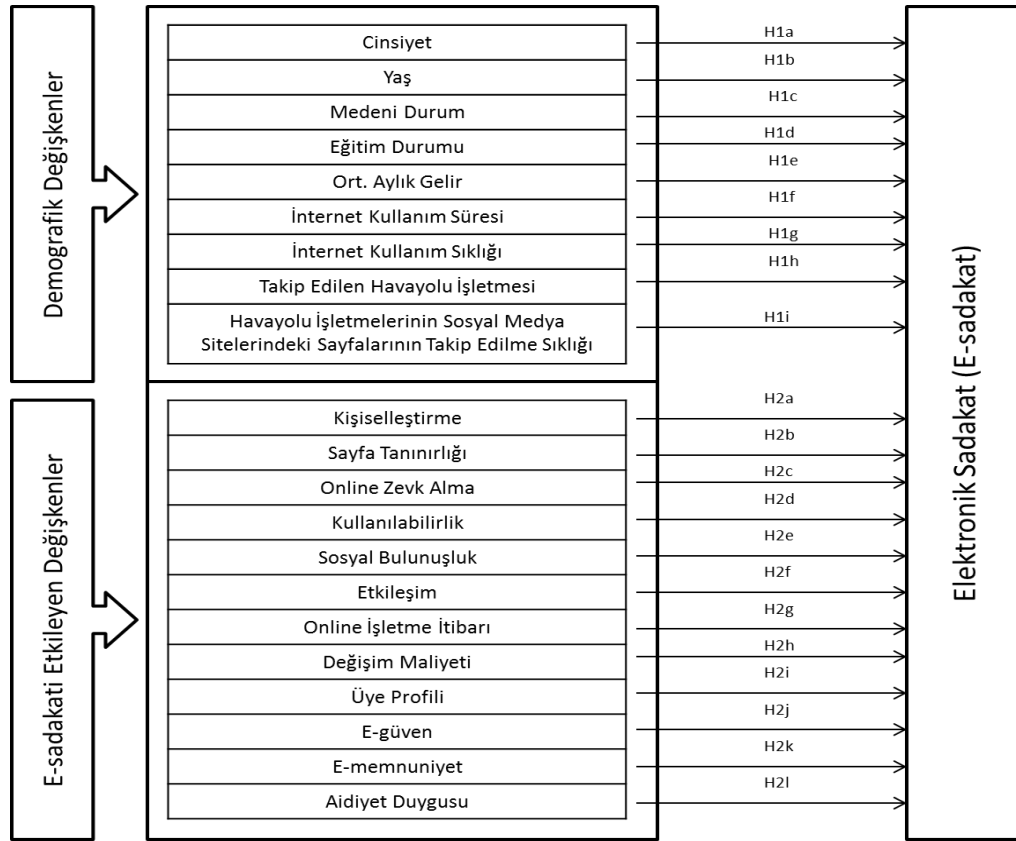 Demografik Değişkenler
Cinsiyet
H1a
Yaş
H1b
Medeni Durum
H1c
Eğitim Durumu
H1d
Ort. Aylık Gelir
H1e
İnternet Kullanım Süresi
H1f
İnternet Kullanım Sıklığı
H1g
Takip Edilen Havayolu İşletmesi
H1h
Havayolu İşletmelerinin Sosyal Medya
Sitelerindeki Sayfalarının Takip Edilme Sıklığı
H1i
E-sadakati Etkileyen Değişkenler
Kişiselleştirme
H2a
Sayfa Tanınırlığı
H2b
Online Zevk Alma
H2c
Kullanılabilirlik
H2d
Sosyal Bulunuşluk
H2e
Etkileşim
H2f
Online İşletme İtibarı
H2g
Değişim Maliyeti
H2h
Üye Profili
H2i
E-güven
H2j
E-memnuniyet
H2k
Aidiyet Duygusu
H2l
Elektronik Sadakat (E-sadakat)